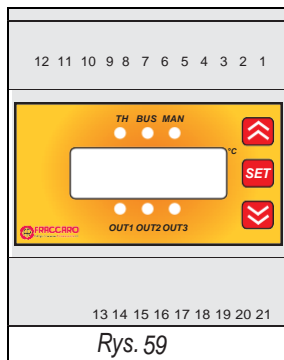 12 11 10 9 8 7 6 5 4 3 2 1
TH BUS MAN
°C
SET
FRACCARO
OUT1 OUT2 OUT3
13 14 15 16 17 18 19 20 21
Rys. 59